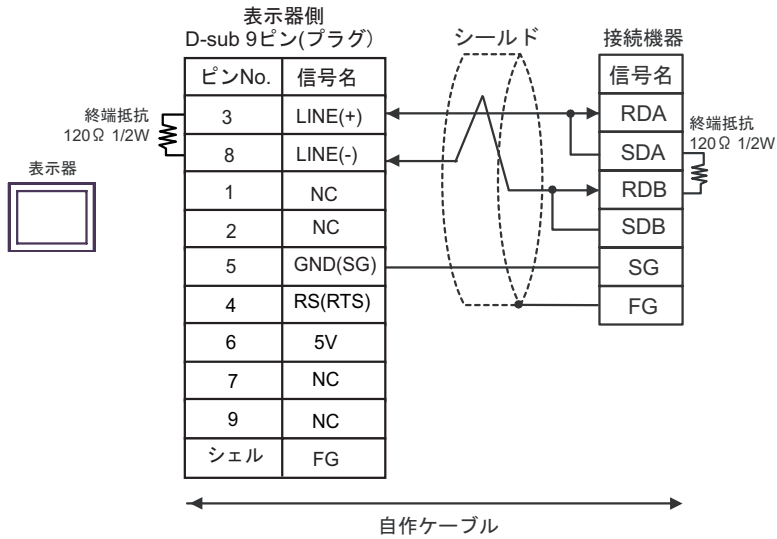 表示器側
D-sub 9ピン(プラグ)
シールド
接続機器
ピンNo. 信号名
信号名
3 LINE(+)
RDA
終端抵抗
120Ω 1/2W
終端抵抗
120Ω 1/2W
8 LINE(-)
SDA
表示器
1 NC
RDB
2 NC
SDB
5 GND(SG)
SG
4 RS(RTS)
FG
6 5V
7 NC
9 NC
シェル FG
自作ケーブル